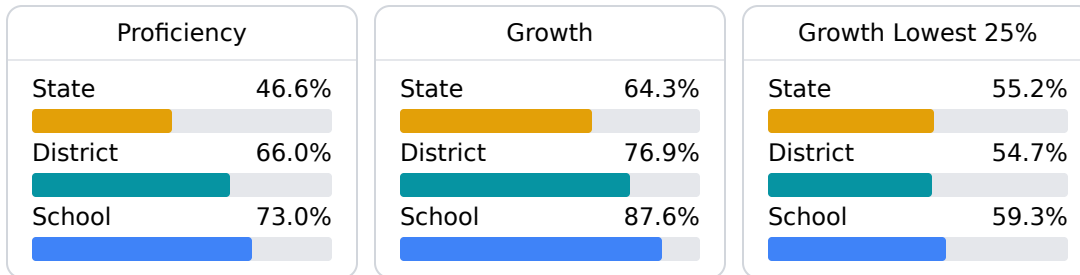 Proficiency
State 46.6%
District 66.0%
School 73.0%
Growth
State 64.3%
District 76.9%
School 87.6%
Growth Lowest 25%
State 55.2%
District 54.7%
School 59.3%